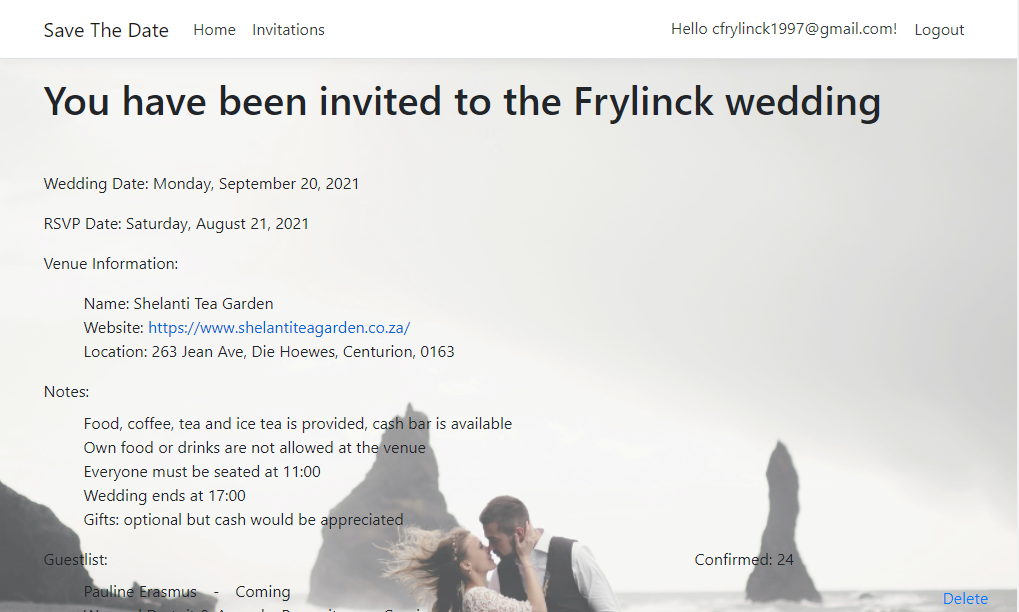 Save The Date Home Invitations Hello cfrylinck1997@gmail.com! Logout
You have been invited to the Frylinck wedding
Wedding Date: Monday, September 20, 2021
RSVP Date: Saturday, August 21, 2021
Venue Information:
Name: Shelanti Tea Garden
Website: https://www.shelantiteagarden.co.za/
Location: 263 Jean Ave, Die Hoewes, Centurion, 0163
Notes:
Food, coffee, tea and ice tea is provided, cash bar is available
Own food or drinks are not allowed at the venue
Everyone must be seated at 11:00
Wedding ends at 17:00
Gifts: optional but cash would be appreciated
Guestlist: Confirmed: 24
Pauline Erasmus - Coming
Delete